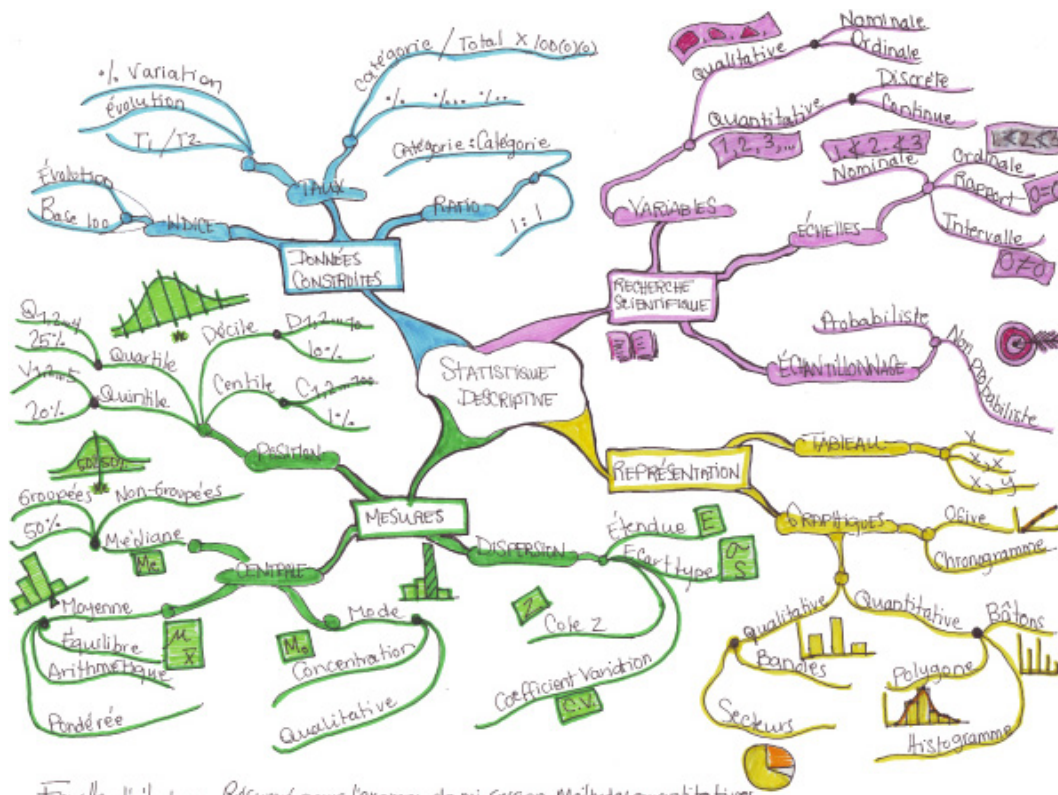 STATISTIQUE
DESCRIPTIVE
DONNÉES
CONSTRUITES
TAUX
% Variation
évolution
T1/T2
Catégorie / Total X 100(0)(0)
INDICE
Évolution
Base 100
RATIO
Catégorie : Catégorie
1 : 1
RECHERCHE
SCIENTIFIQUE
VARIABLES
Qualitative
Nominale
Ordinale
Quantitative
Discrète
Continue
1, 2, 3, ...
ÉCHELLES
Nominale
Ordinale
Rapport
Intervalle
0=0
0≠0
ÉCHANTILLONNAGE
Probabiliste
Non probabiliste
REPRÉSENTATION
TABLEAU
X
X, X
X, Y
GRAPHIQUES
Ogive
Chronogramme
Qualitative
Bandes
Secteurs
Quantitative
Bâtons
Polygone
Histogramme
MESURES
POSITION
Quartile
Q1,2...4
25%
Quintile
V1,2...5
20%
Décile
D1,2...10
10%
Centile
C1,2...100
1%
CENTRALE
Médiane
Groupées
Non-Groupées
50%
Me
Moyenne
Équilibre
Arithmétique
Pondérée
μ
X̄
Mode
Mo
Concentration
Qualitative
DISPERSION
Étendue
E
Écart type
σ
S
Cote Z
Z
Coefficient Variation
C.V.